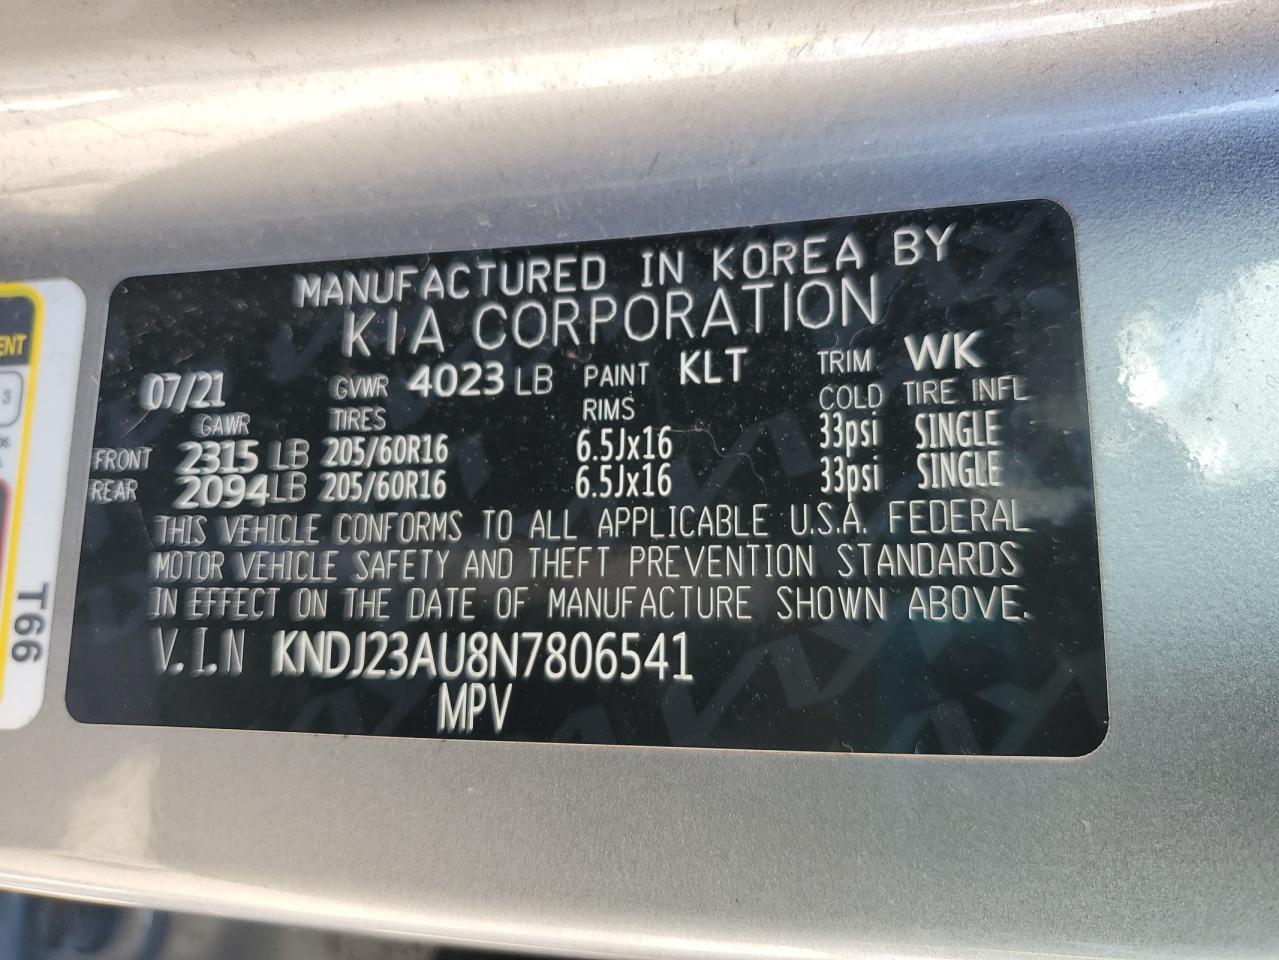 MANUFACTURED IN KOREA BY
KIA CORPORATION
07/21 GVWR 4023 LB PAINT KLT TRIM WK
GAWR TIRES RIMS COLD TIRE INFL
FRONT 2315 LB 205/60R16 6.5Jx16 33psi SINGLE
REAR 2094 LB 205/60R16 6.5Jx16 33psi SINGLE
THIS VEHICLE CONFORMS TO ALL APPLICABLE U.S.A. FEDERAL
MOTOR VEHICLE SAFETY AND THEFT PREVENTION STANDARDS
IN EFFECT ON THE DATE OF MANUFACTURE SHOWN ABOVE.
V.I.N KNDJ23AU8N7806541
MPV
3
T66